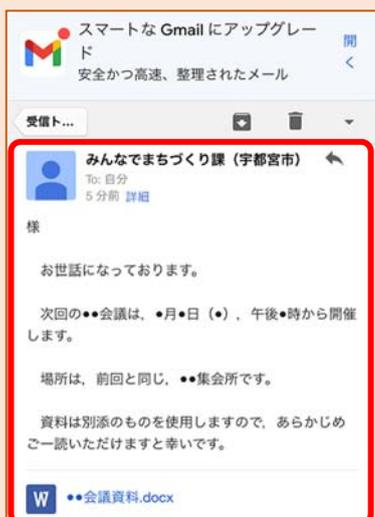 スマートな Gmail にアップグレー
ド
安全かつ高速、整理されたメール
開
く
受信ト...
みんなでまちづくり課（宇都宮市）
To: 自分
5 分前 詳細
様
お世話になっております。
次回の●●会議は，●月●日（●），午後●時から開催
します。
場所は，前回と同じ，●●集会所です。
資料は別添のものを使用しますので，あらかじめ
ご一読いただけますと幸いです。
W ●●会議資料.docx